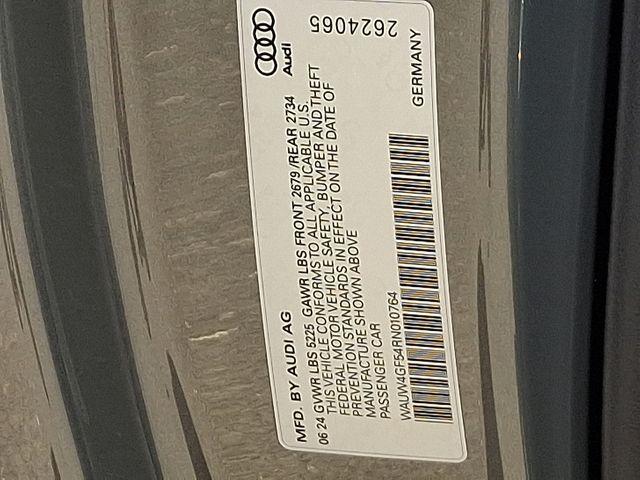 MFD. BY AUDI AG
Audi
06 24 GVWR LBS 5225 GAWR LBS FRONT 2679 /REAR 2734
THIS VEHICLE CONFORMS TO ALL APPLICABLE U.S.
FEDERAL MOTOR VEHICLE SAFETY, BUMPER AND THEFT
PREVENTION STANDARDS IN EFFECT ON THE DATE OF
MANUFACTURE SHOWN ABOVE
PASSENGER CAR
2624065
WAUW4GF54RN010764
GERMANY